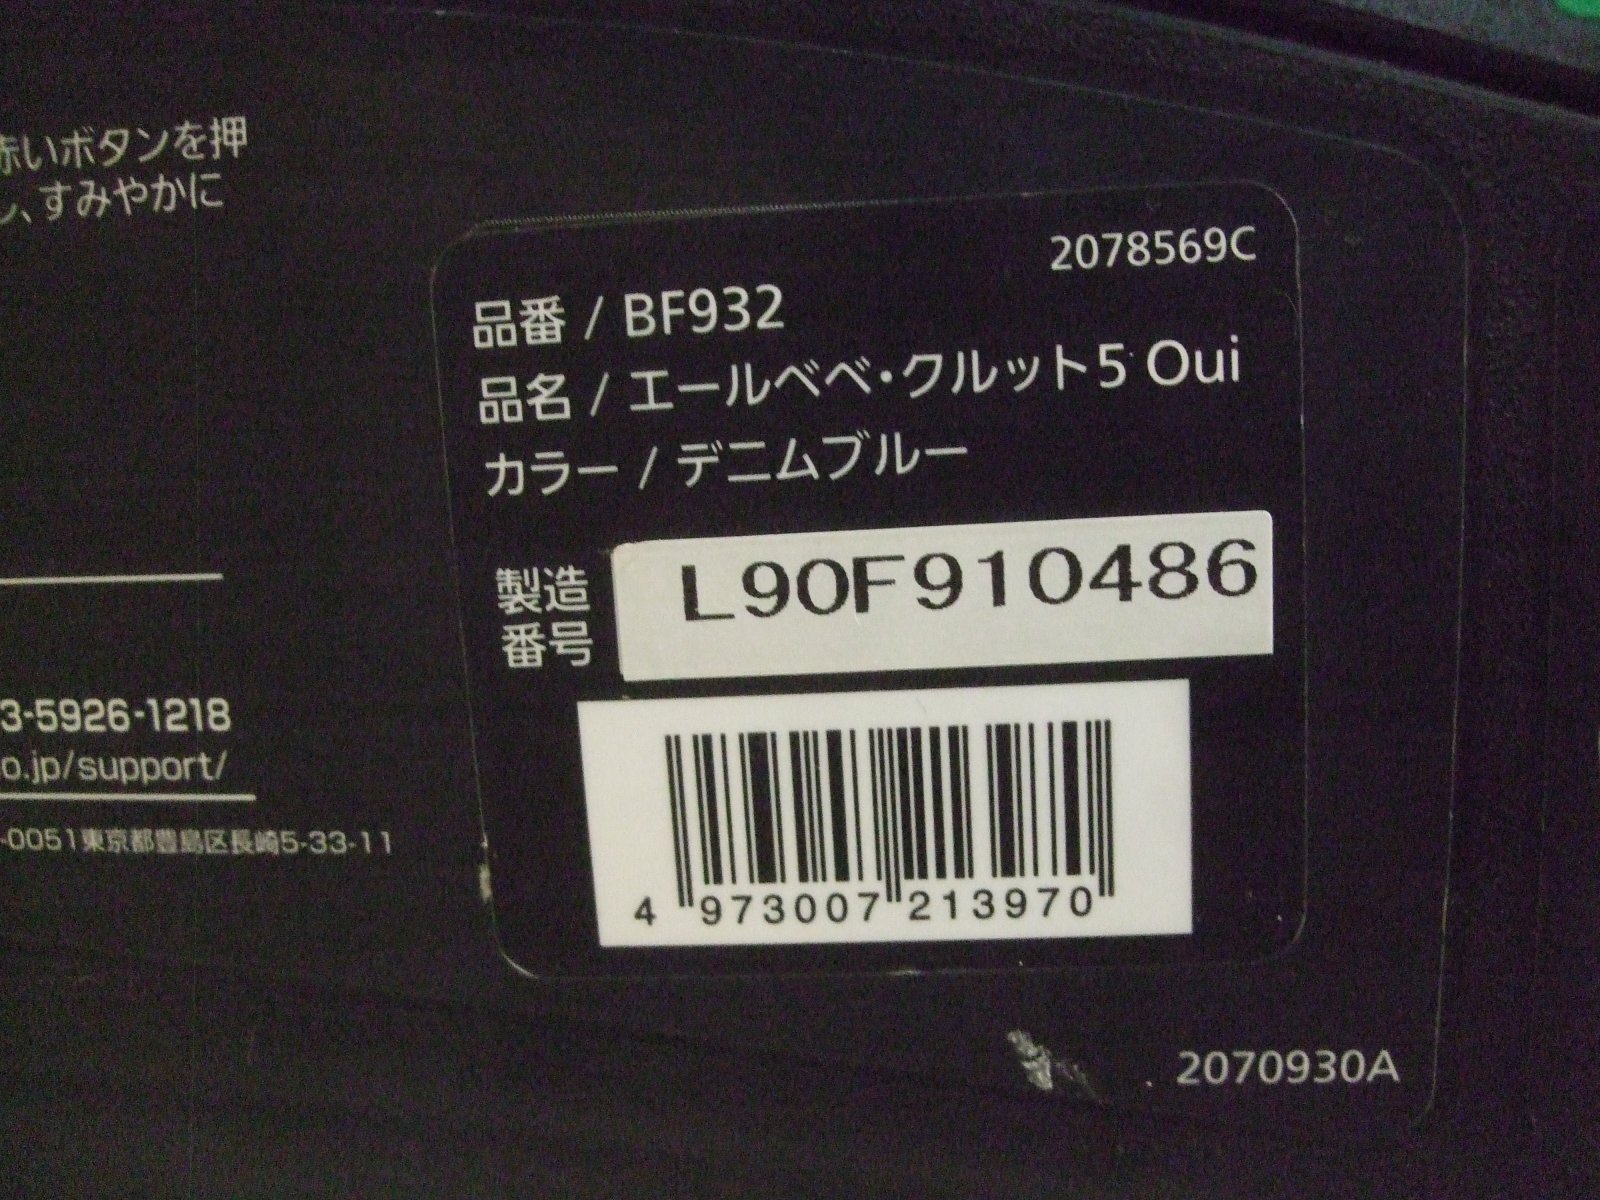 赤いボタンを押
し、すみやかに
3-5926-1218
o.jp/support/
-0051東京都豊島区長崎5-33-11
2078569C
品番 / BF932
品名 / エールベベ・クルット5 Oui
カラー / デニムブルー
製造
番号
L90F910486
4 973007 213970
2070930A